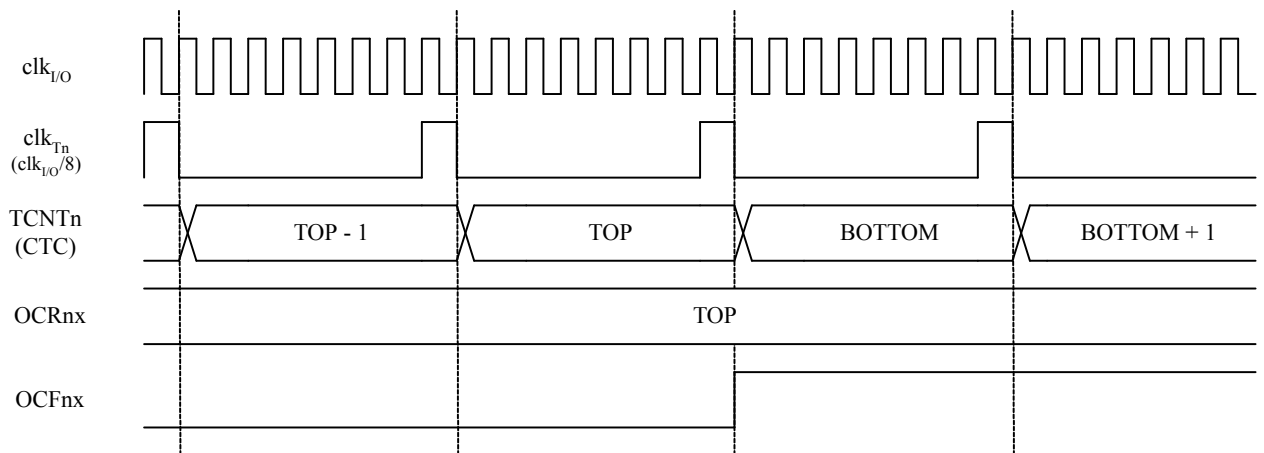 clkI/O
clkTn
(clkI/O/8)
TCNTn
(CTC)
TOP - 1
TOP
BOTTOM
BOTTOM + 1
OCRnx
TOP
OCFnx